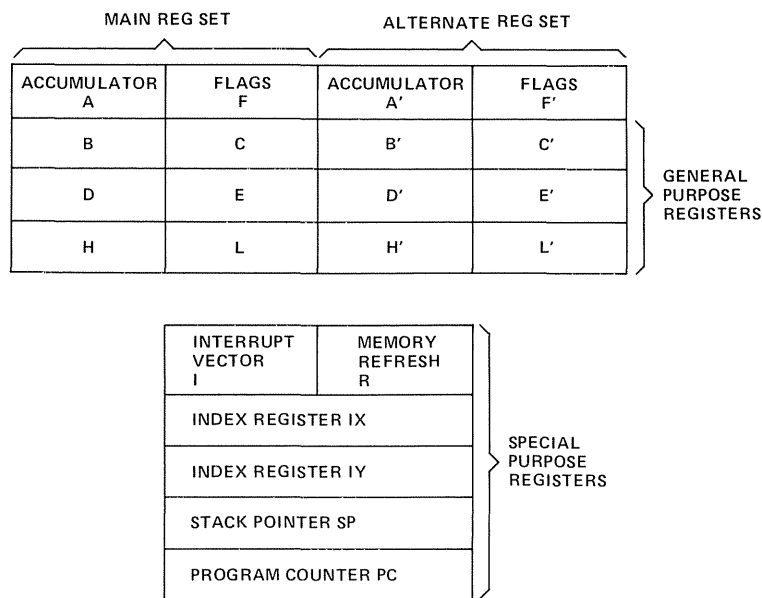 MAIN REG SET
ALTERNATE REG SET
ACCUMULATOR
A
FLAGS
F
ACCUMULATOR
A'
FLAGS
F'
B
C
B'
C'
D
E
D'
E'
H
L
H'
L'
GENERAL
PURPOSE
REGISTERS
INTERRUPT
VECTOR
I
MEMORY
REFRESH
R
INDEX REGISTER IX
INDEX REGISTER IY
STACK POINTER SP
PROGRAM COUNTER PC
SPECIAL
PURPOSE
REGISTERS